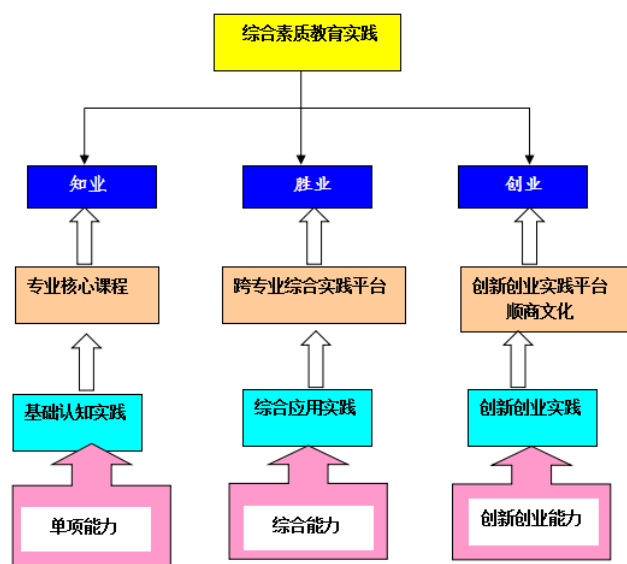 综合素质教育实践
知业
胜业
创业
专业核心课程
跨专业综合实践平台
创新创业实践平台
顺商文化
基础认知实践
综合应用实践
创新创业实践
单项能力
综合能力
创新创业能力